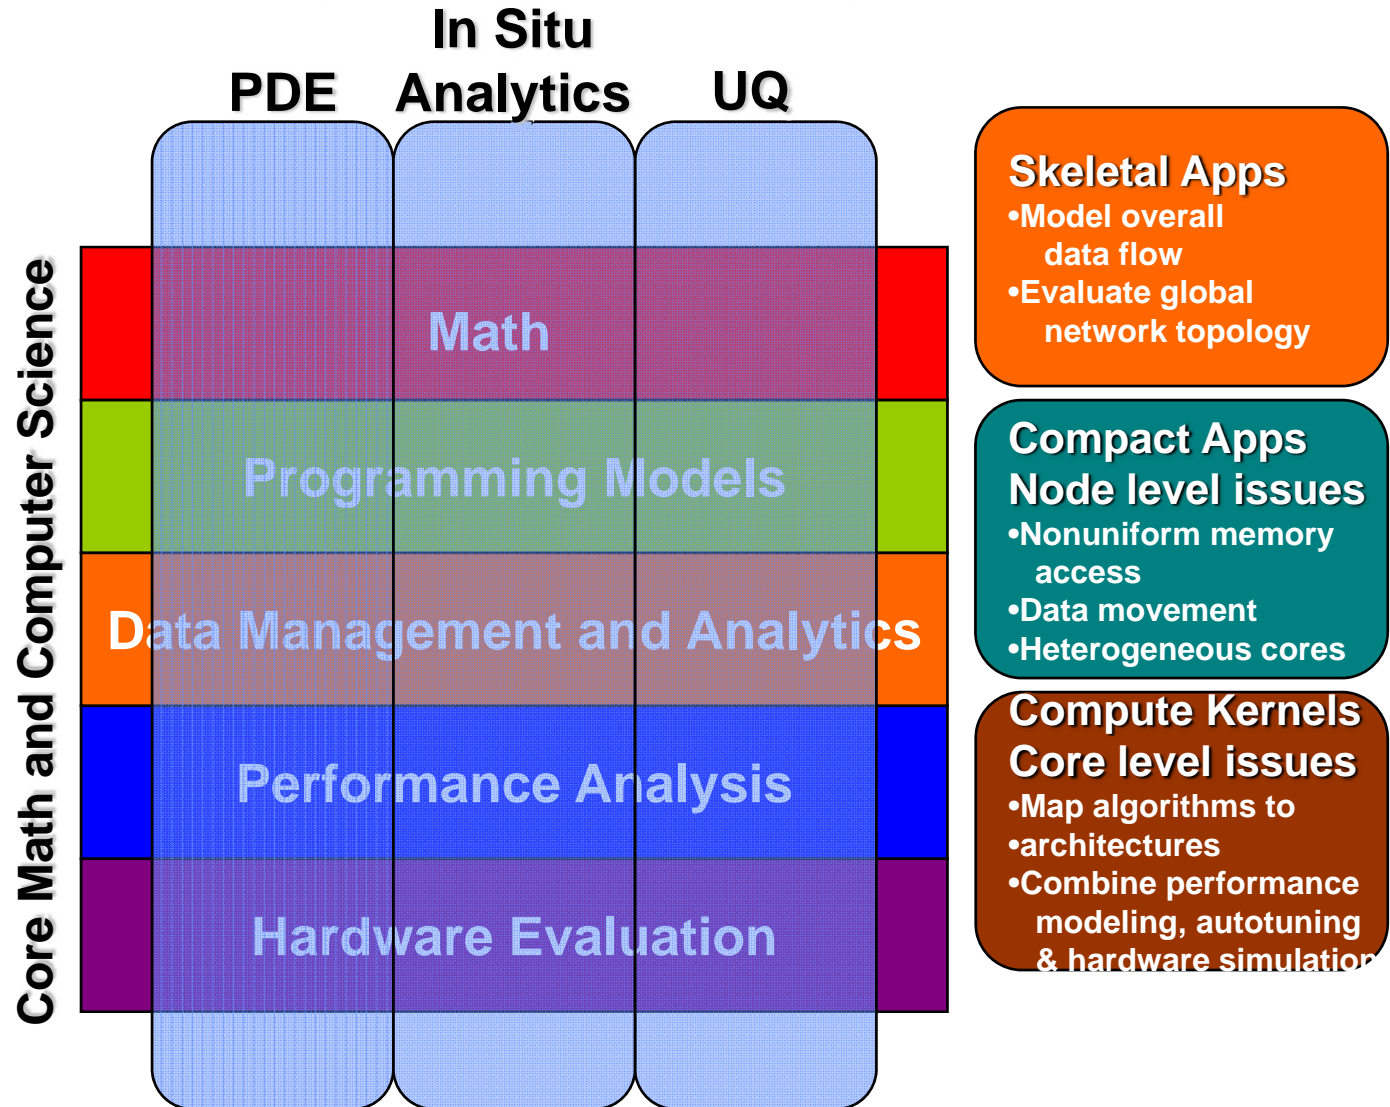 In Situ
PDE Analytics UQ
Core Math and Computer Science
Math
Programming Models
Data Management and Analytics
Performance Analysis
Hardware Evaluation
Skeletal Apps
•Model overall
data flow
•Evaluate global
network topology
Compact Apps
Node level issues
•Nonuniform memory
access
•Data movement
•Heterogeneous cores
Compute Kernels
Core level issues
•Map algorithms to
•architectures
•Combine performance
modeling, autotuning
& hardware simulation